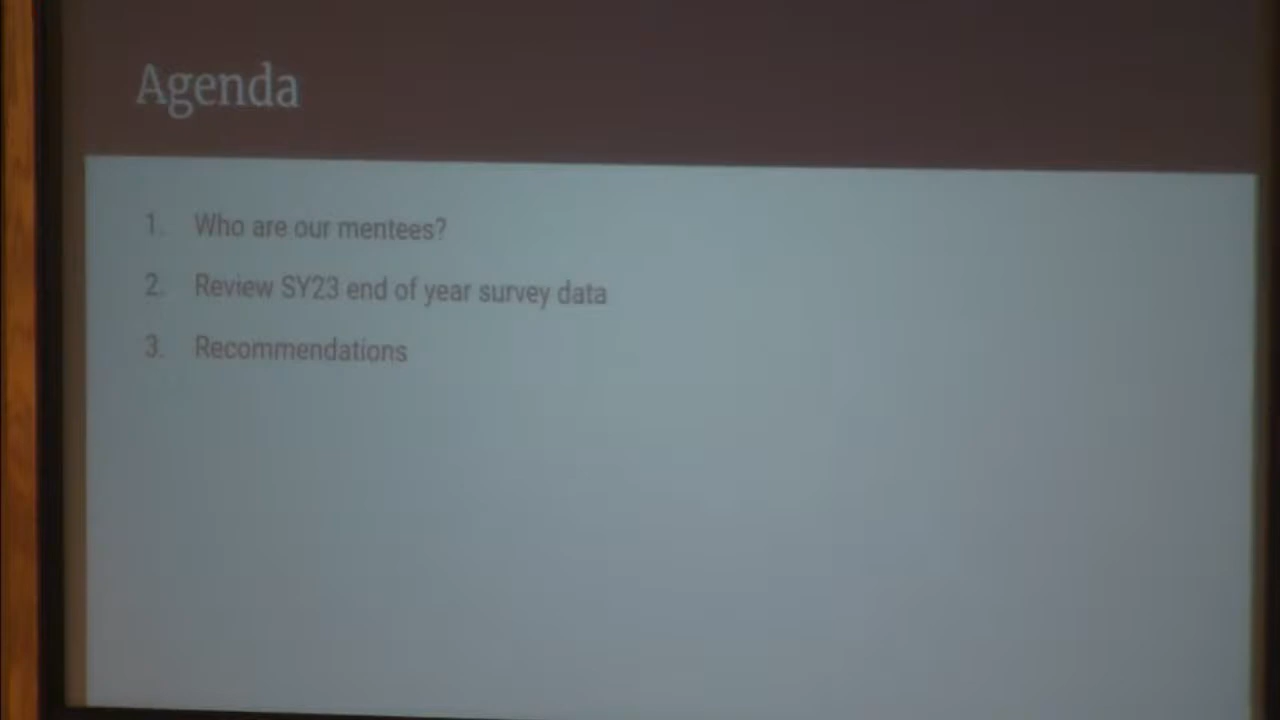 Agenda
1. Who are our mentees?
2. Review SY23 end of year survey data
3. Recommendations